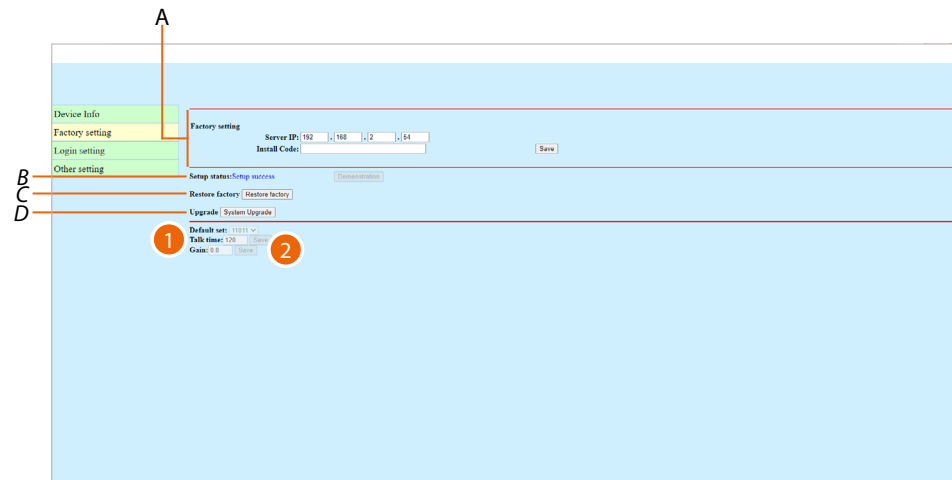 A
Device Info
Factory setting
Login setting
Other setting
Factory setting
Server IP: 192 . 168 . 2 . 54
Install Code: Save
B
Setup status:Setup success Demonstration
C
Restore factory Restore factory
D
Upgrade System Upgrade
Default set: 11011
1
Talk time: 120 Save
2
Gain: 0.0 Save